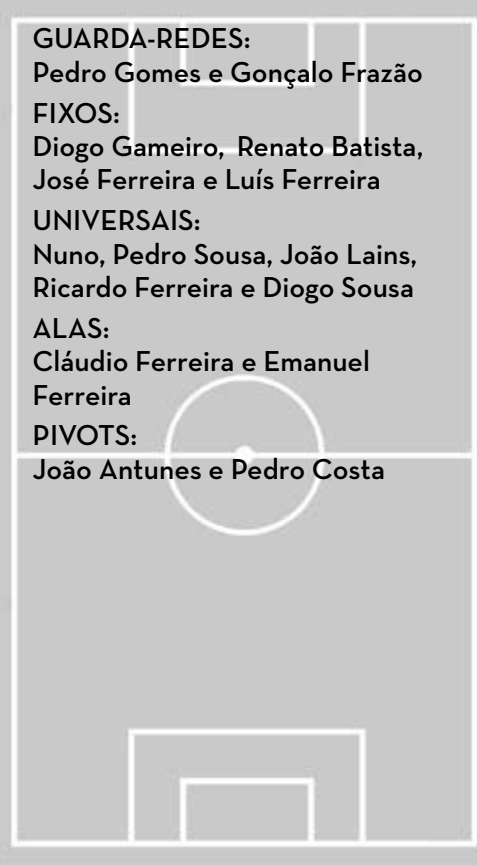 GUARDA-REDES:
Pedro Gomes e Gonçalo Frazão
FIXOS:
Diogo Gameiro, Renato Batista,
José Ferreira e Luís Ferreira
UNIVERSAIS:
Nuno, Pedro Sousa, João Lains,
Ricardo Ferreira e Diogo Sousa
ALAS:
Cláudio Ferreira e Emanuel
Ferreira
PIVOTS:
João Antunes e Pedro Costa